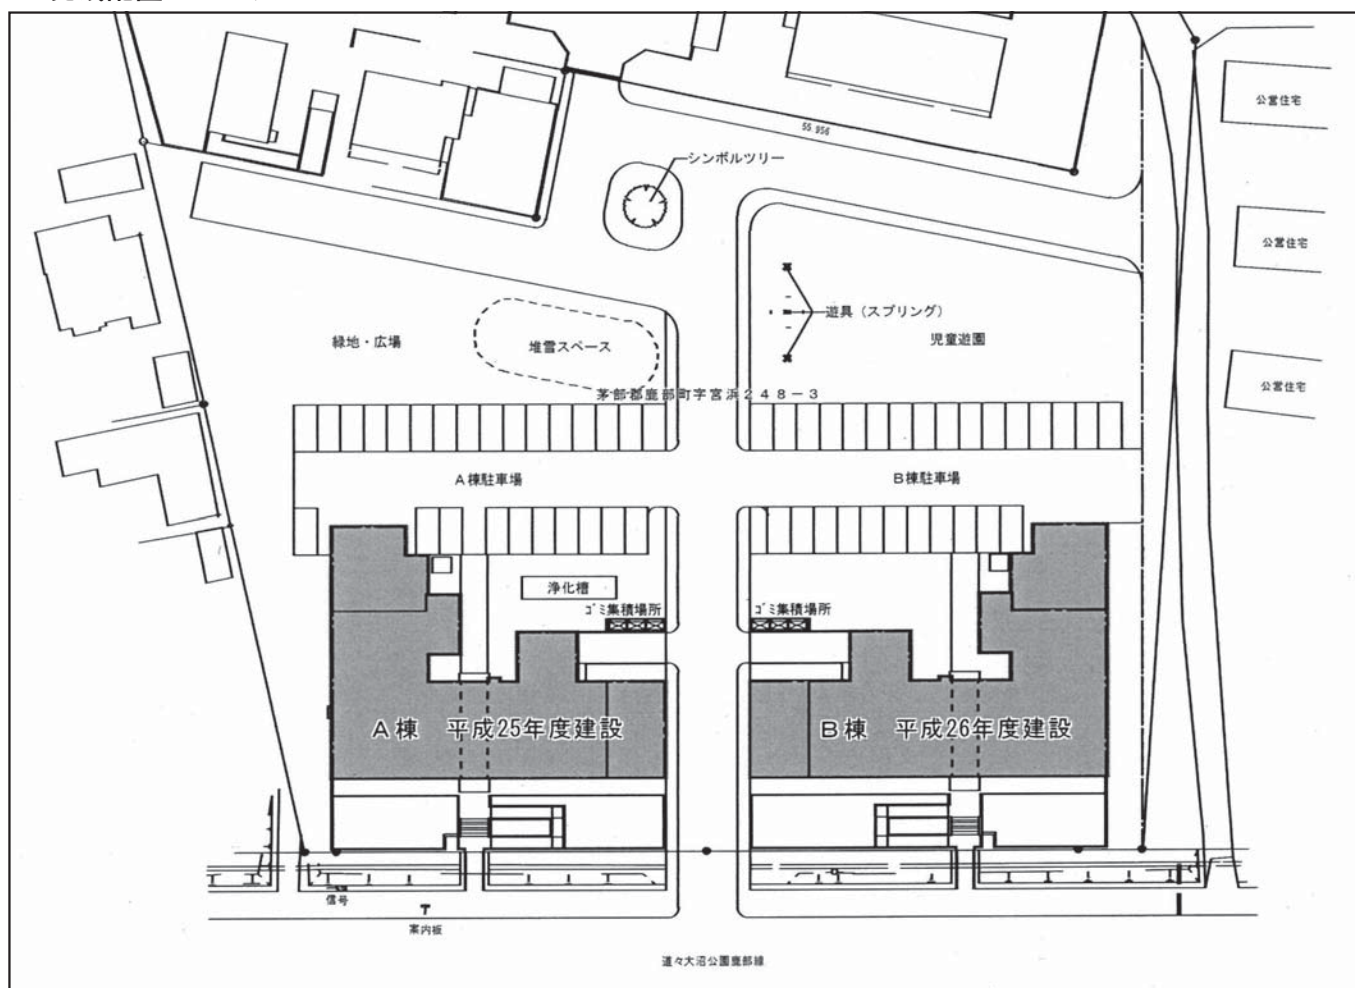 公営住宅
55.956
シンボルツリー
公営住宅
遊具（スプリング）
緑地・広場
堆雪スペース
児童遊園
公営住宅
茅部郡鹿部町字宮浜２４８－３
Ａ棟駐車場
Ｂ棟駐車場
浄化槽
ｺﾞﾐ集積場所
ｺﾞﾐ集積場所
Ａ棟　平成25年度建設
Ｂ棟　平成26年度建設
信号
案内板
道々大沼公園鹿部線